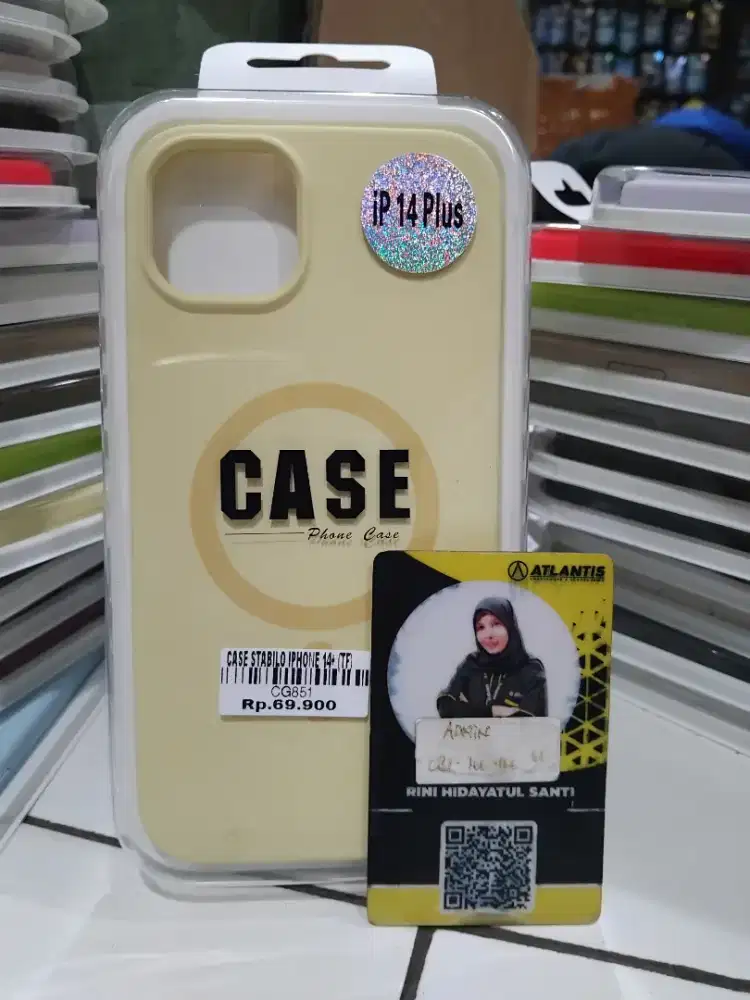 iP 14 Plus
CASE
Phone Case
CASE STABILO IPHONE 14+ (TF)
CG851
Rp.69.900
ATLANTIS
ADMIN
RINI HIDAYATUL SANTI